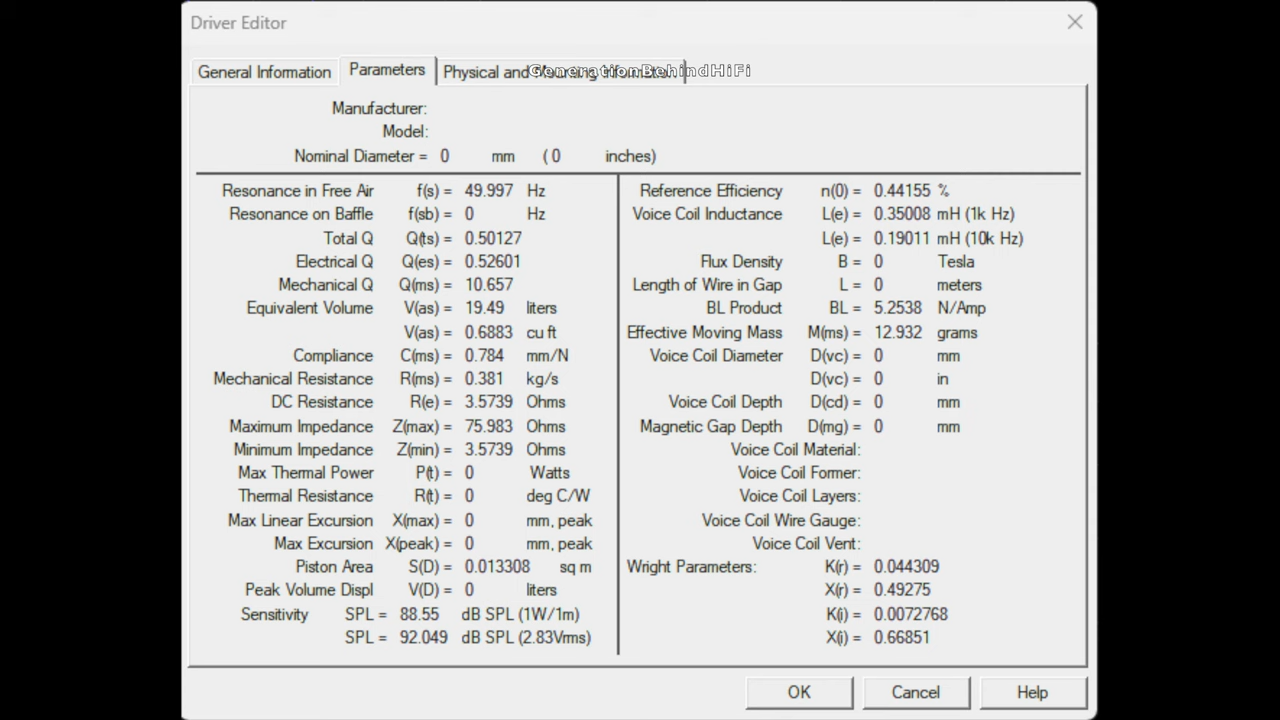 Driver Editor
General Information Parameters Physical and
GenerationBehindHiFi
Manufacturer:
Model:
Nominal Diameter = 0 mm ( 0 inches)
Resonance in Free Air f(s) = 49.997 Hz
Resonance on Baffle f(sb) = 0 Hz
Total Q Q(ts) = 0.50127
Electrical Q Q(es) = 0.52601
Mechanical Q Q(ms) = 10.657
Equivalent Volume V(as) = 19.49 liters
V(as) = 0.6883 cu ft
Compliance C(ms) = 0.784 mm/N
Mechanical Resistance R(ms) = 0.381 kg/s
DC Resistance R(e) = 3.5739 Ohms
Maximum Impedance Z(max) = 75.983 Ohms
Minimum Impedance Z(min) = 3.5739 Ohms
Max Thermal Power P(t) = 0 Watts
Thermal Resistance R(t) = 0 deg C/W
Max Linear Excursion X(max) = 0 mm, peak
Max Excursion X(peak) = 0 mm, peak
Piston Area S(D) = 0.013308 sq m
Peak Volume Displ V(D) = 0 liters
Sensitivity SPL = 88.55 dB SPL (1W/1m)
SPL = 92.049 dB SPL (2.83Vrms)
Reference Efficiency n(0) = 0.44155 %
Voice Coil Inductance L(e) = 0.35008 mH (1k Hz)
L(e) = 0.19011 mH (10k Hz)
Flux Density B = 0 Tesla
Length of Wire in Gap L = 0 meters
BL Product BL = 5.2538 N/Amp
Effective Moving Mass M(ms) = 12.932 grams
Voice Coil Diameter D(vc) = 0 mm
D(vc) = 0 in
Voice Coil Depth D(cd) = 0 mm
Magnetic Gap Depth D(mg) = 0 mm
Voice Coil Material:
Voice Coil Former:
Voice Coil Layers:
Voice Coil Wire Gauge:
Voice Coil Vent:
Wright Parameters: K(r) = 0.044309
X(r) = 0.49275
K(i) = 0.0072768
X(i) = 0.66851
OK Cancel Help